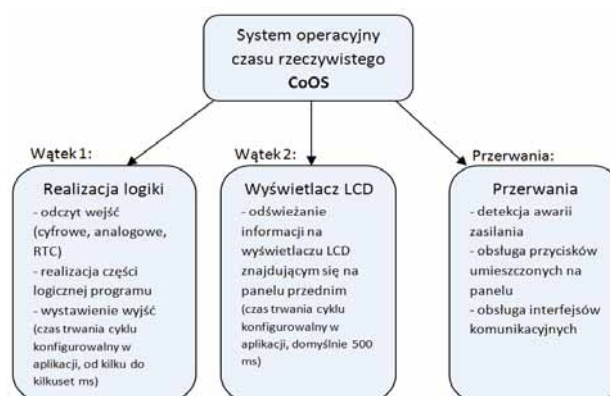 System operacyjny
czasu rzeczywistego
CoOS
Wątek 1:
Realizacja logiki
- odczyt wejść
(cyfrowe, analogowe,
RTC)
- realizacja części
logicznej programu
- wystawienie wyjść
(czas trwania cyklu
konfigurowalny w
aplikacji, od kilku do
kilkuset ms)
Wątek 2:
Wyświetlacz LCD
- odświeżanie
informacji na
wyświetlaczu LCD
znajdującym się na
panelu przednim
(czas trwania cyklu
konfigurowalny w
aplikacji, domyślnie 500
ms)
Przerwania:
Przerwania
- detekcja awarii
zasilania
- obsługa przycisków
umieszczonych na
panelu
- obsługa interfejsów
komunikacyjnych